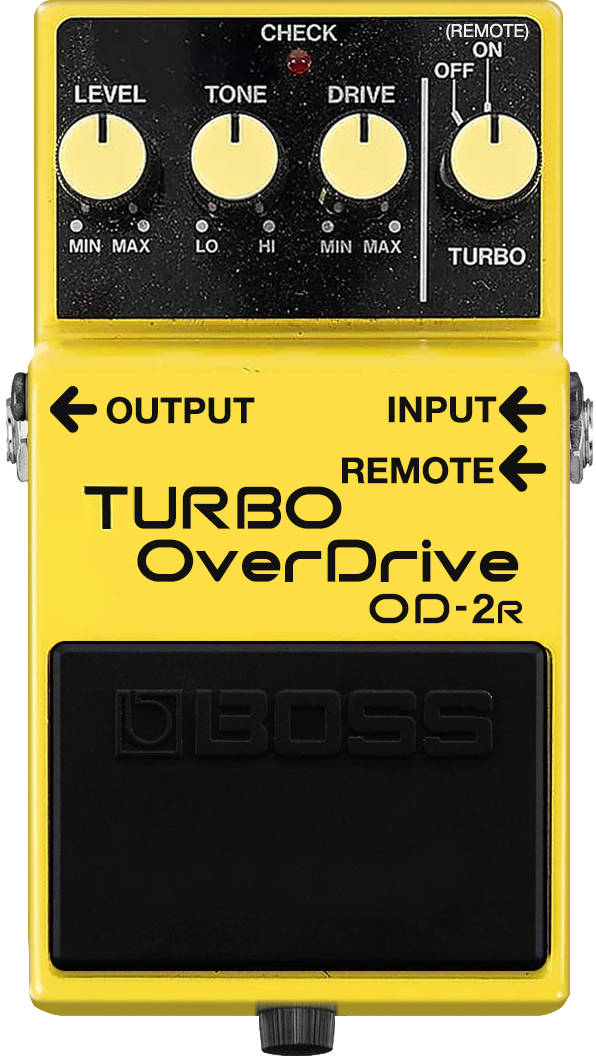 CHECK
(REMOTE)
ON
OFF
LEVEL TONE DRIVE
MIN MAX LO HI MIN MAX
TURBO
OUTPUT INPUT
REMOTE
TURBO
OverDrive
OD-2R
BOSS